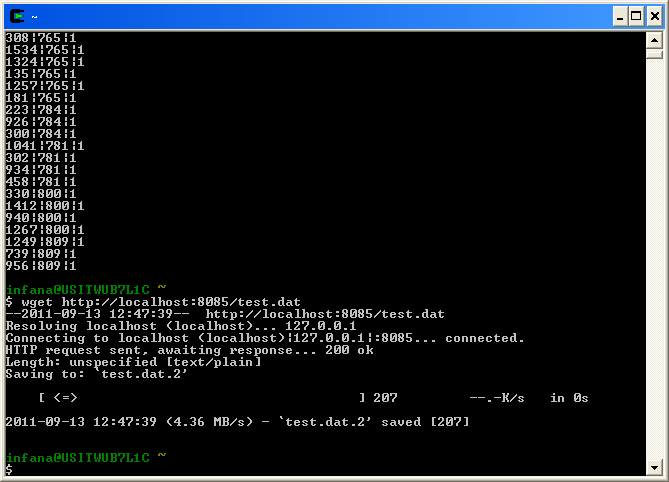 ~
308¦765¦1
1534¦765¦1
1324¦765¦1
135¦765¦1
1257¦765¦1
181¦765¦1
223¦784¦1
926¦784¦1
300¦784¦1
1041¦781¦1
302¦781¦1
934¦781¦1
458¦781¦1
330¦800¦1
1412¦800¦1
940¦800¦1
1267¦800¦1
1249¦809¦1
739¦809¦1
956¦809¦1
infana@USITWUB7L1C ~
$ wget http://localhost:8085/test.dat
--2011-09-13 12:47:39--  http://localhost:8085/test.dat
Resolving localhost (localhost)... 127.0.0.1
Connecting to localhost (localhost)¦127.0.0.1¦:8085... connected.
HTTP request sent, awaiting response... 200 ok
Length: unspecified [text/plain]
Saving to: `test.dat.2'
[ <=> ] 207 --.-K/s in 0s
2011-09-13 12:47:39 (4.36 MB/s) - `test.dat.2' saved [207]
infana@USITWUB7L1C ~
$